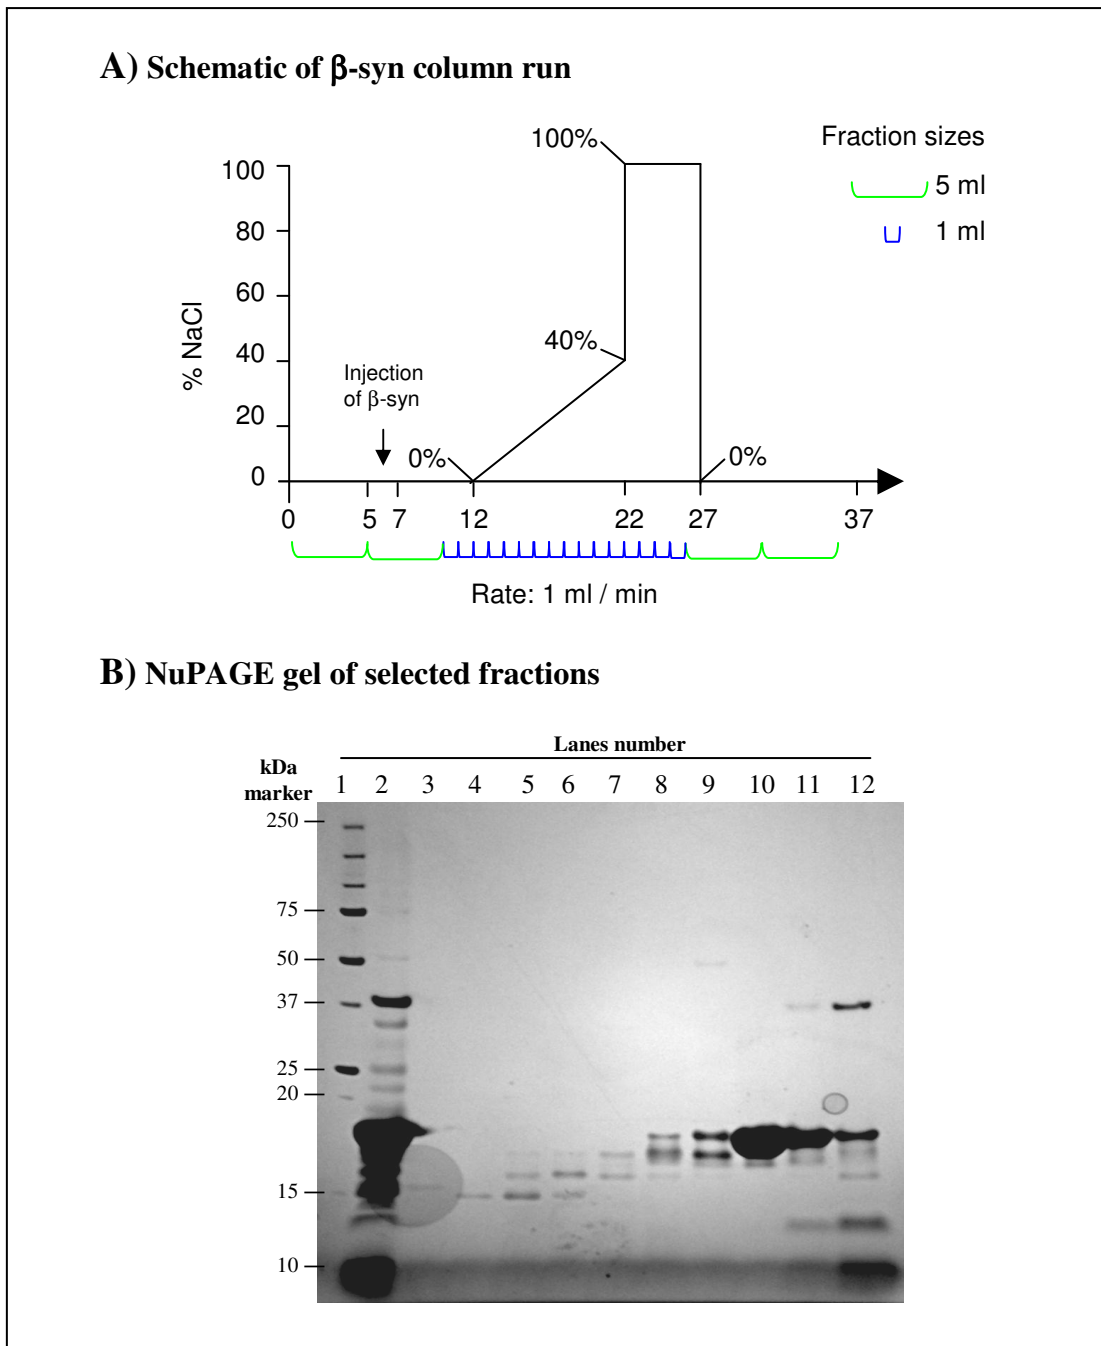 A) Schematic of β-syn column run
Fraction sizes
5 ml
1 ml
100%
100
80
60
40
20
0
% NaCl
40%
Injection
of β-syn
0%
0%
0 5 7 12 22 27 37
Rate: 1 ml / min
B) NuPAGE gel of selected fractions
Lanes number
kDa
marker
1 2 3 4 5 6 7 8 9 10 11 12
250
75
50
37
25
20
15
10